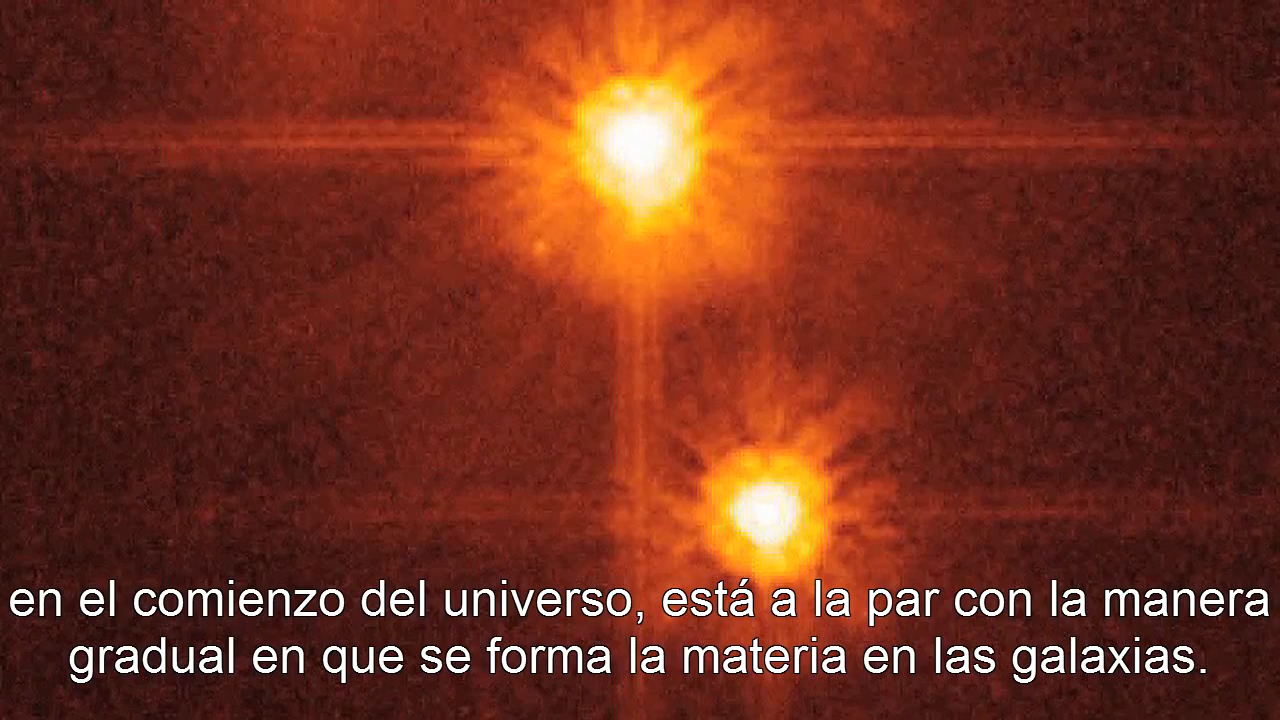 en el comienzo del universo, está a la par con la manera
gradual en que se forma la materia en las galaxias.